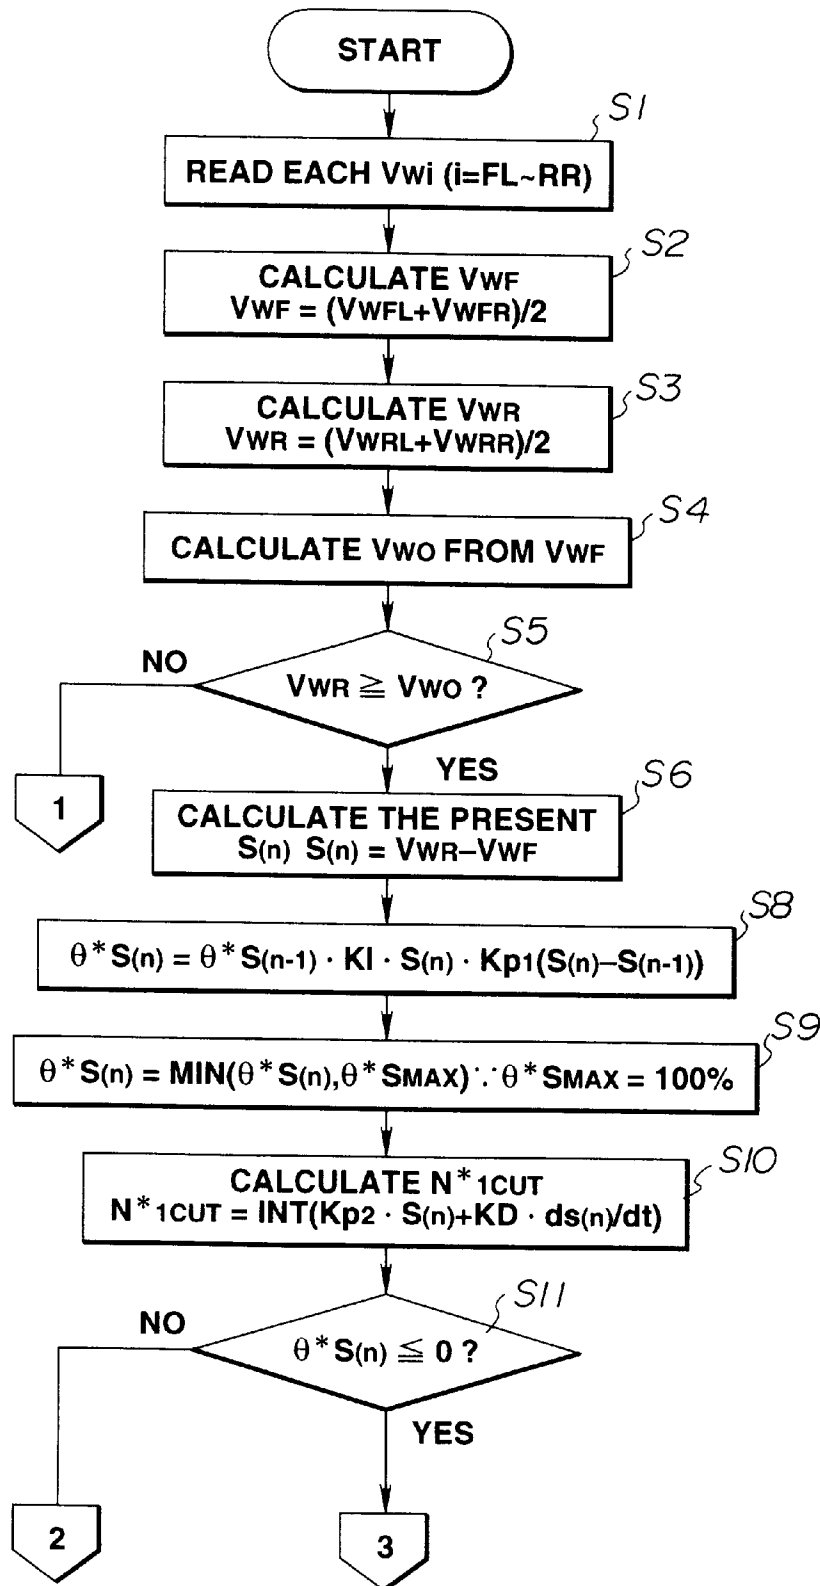 START
S1
READ EACH Vwi (i=FL~RR)
S2
CALCULATE VWF
VWF = (VWFL+VWFR)/2
S3
CALCULATE VWR
VWR = (VWRL+VWRR)/2
S4
CALCULATE VWO FROM VWF
S5
NO
VWR ≧ VWO ?
YES
1
S6
CALCULATE THE PRESENT
S(n) S(n) = VWR–VWF
S8
θ*S(n) = θ*S(n-1) · KI · S(n) · Kp1(S(n)–S(n-1))
S9
θ*S(n) = MIN(θ*S(n),θ*SMAX)∵θ*SMAX = 100%
S10
CALCULATE N*1CUT
N*1CUT = INT(Kp2 · S(n)+KD · ds(n)/dt)
S11
NO
θ*S(n) ≦ 0 ?
YES
2
3